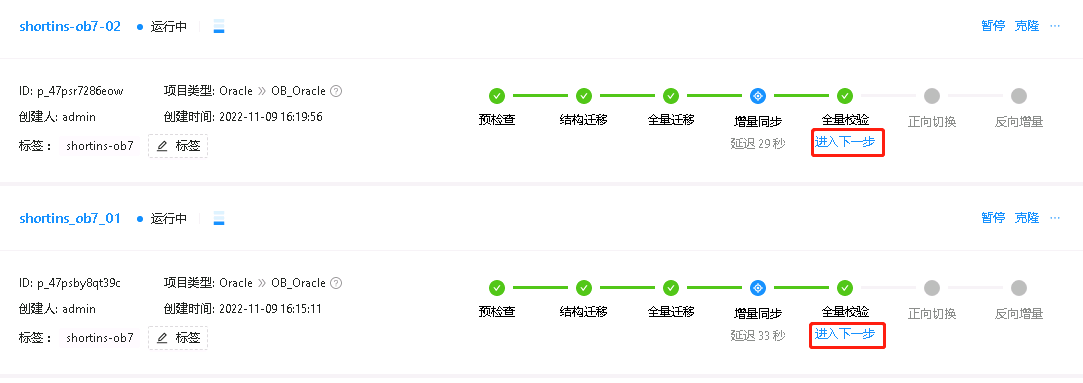 shortins-ob7-02 运行中 暂停 克隆 ···
ID: p_47psr7286eow 项目类型: Oracle » OB_Oracle ?
创建人: admin 创建时间: 2022-11-09 16:19:56
标签： shortins-ob7 标签
预检查 结构迁移 全量迁移 增量同步 全量校验 正向切换 反向增量
延迟 29 秒 进入下一步
shortins_ob7_01 运行中 暂停 克隆 ···
ID: p_47psby8qt39c 项目类型: Oracle » OB_Oracle ?
创建人: admin 创建时间: 2022-11-09 16:15:11
标签： shortins-ob7 标签
预检查 结构迁移 全量迁移 增量同步 全量校验 正向切换 反向增量
延迟 33 秒 进入下一步